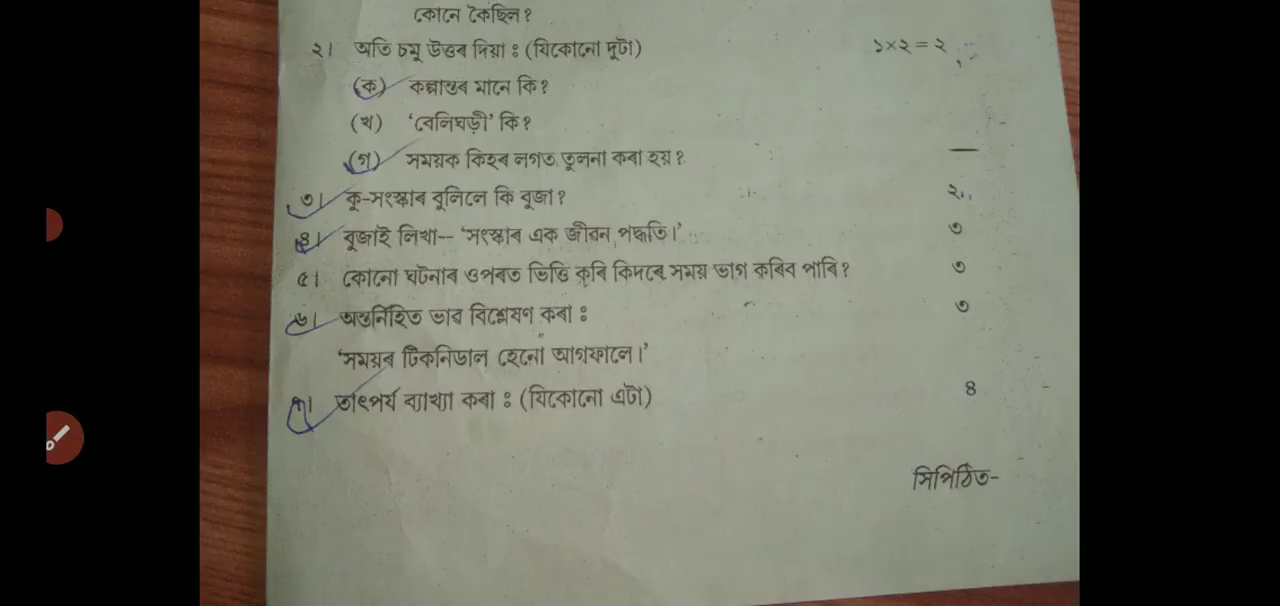 কোনে কৈছিল?
২। অতি চমু উত্তৰ দিয়া : (যিকোনো দুটা) ১×২ = ২
(ক) কল্পান্তৰ মানে কি?
(খ) 'বেলিঘড়ী' কি?
(গ) সময়ক কিহৰ লগত তুলনা কৰা হয়?
৩। কু-সংস্কাৰ বুলিলে কি বুজা? ২
৪। বুজাই লিখা— 'সংস্কাৰ এক জীৱন পদ্ধতি।' ৩
৫। কোনো ঘটনাৰ ওপৰত ভিত্তি কৰি কিদৰে সময় ভাগ কৰিব পাৰি? ৩
৬। অন্তৰ্নিহিত ভাৱ বিশ্লেষণ কৰা : ৩
'সময়ৰ টিকনিডাল হেনো আগফালে।'
৭। তাৎপৰ্য ব্যাখ্যা কৰা : (যিকোনো এটা) ৪
সিপিঠিত-